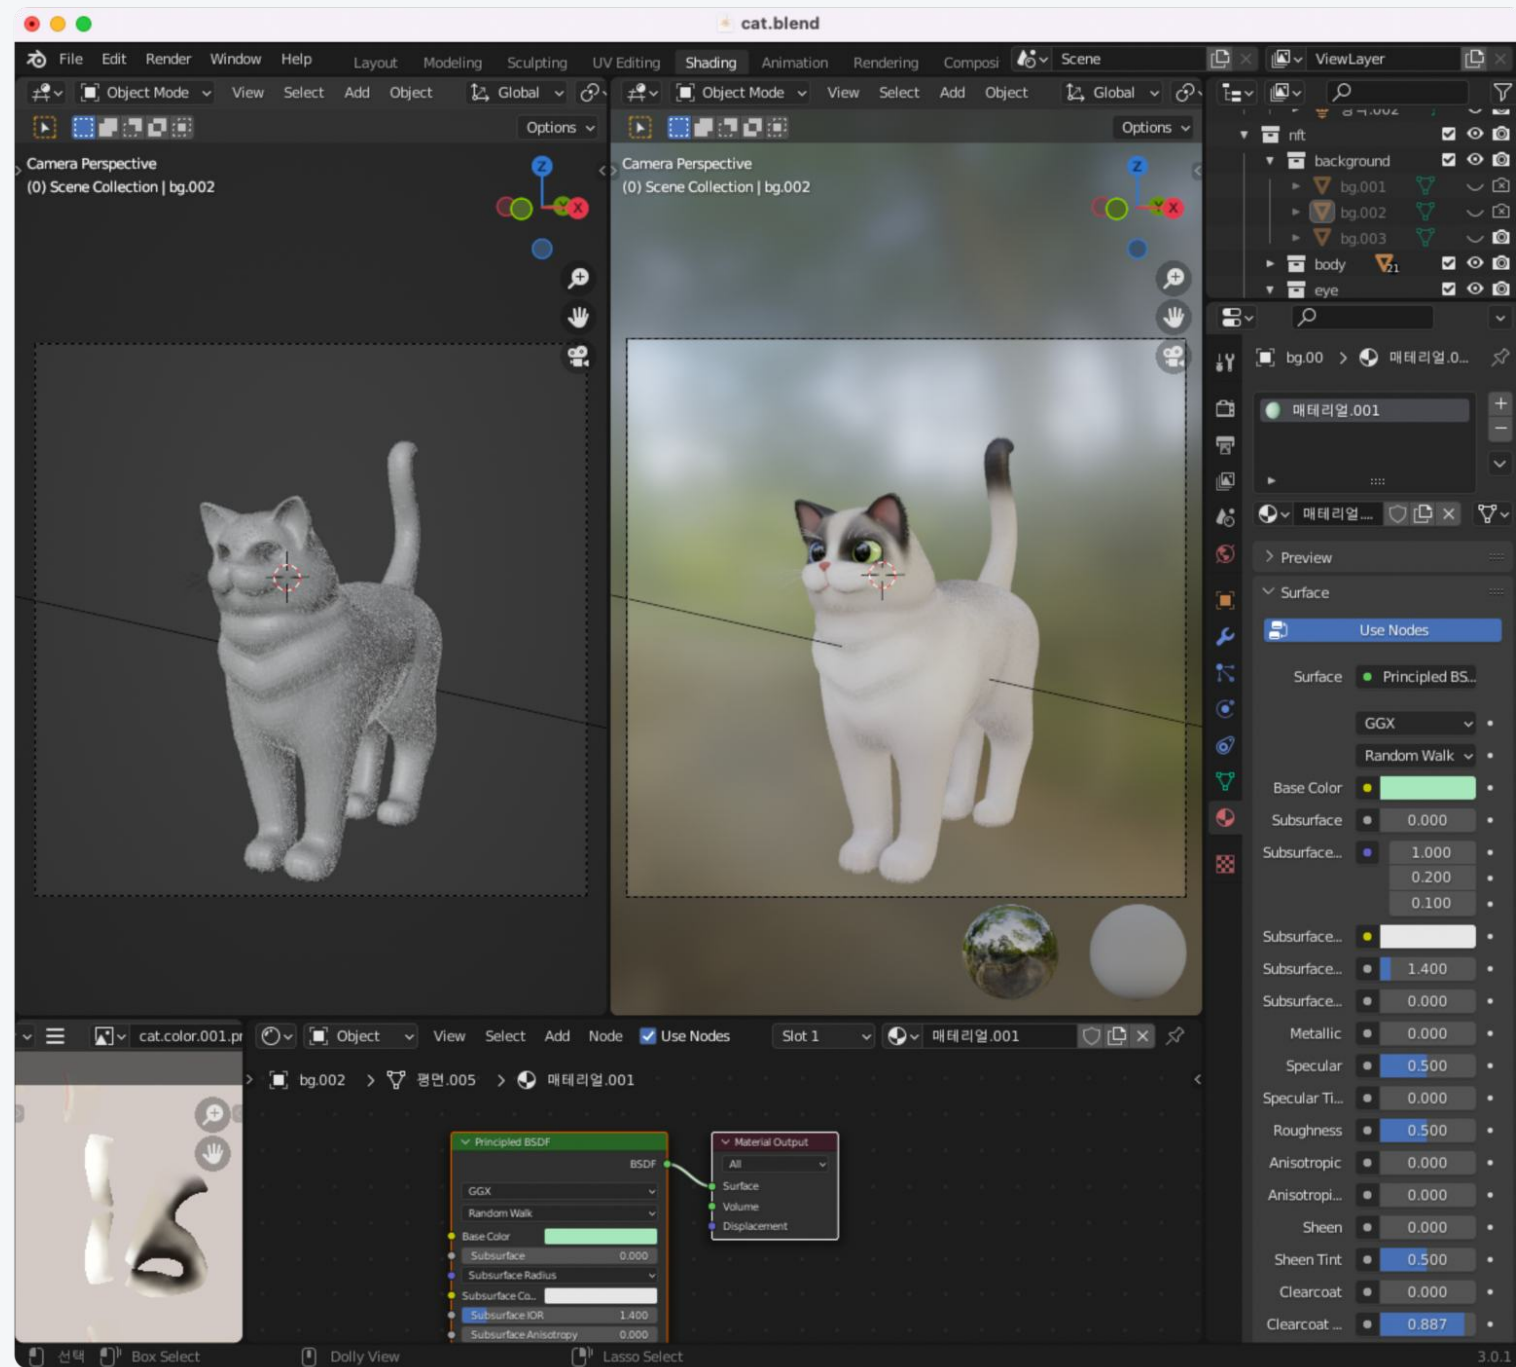 cat.blend
File Edit Render Window Help Layout Modeling Sculpting UV Editing Shading Animation Rendering Composi Scene ViewLayer
Object Mode View Select Add Object Global
Object Mode View Select Add Object Global
Options
Options
Camera Perspective
(0) Scene Collection | bg.002
Camera Perspective
(0) Scene Collection | bg.002
Z
X
Z
X
nft
background
bg.001
bg.002
bg.003
body 21
eye
bg.00 > 매테리얼.0...
매테리얼.001
매테리얼....
Preview
Surface
Use Nodes
Surface Principled BS...
GGX
Random Walk
Base Color
Subsurface 0.000
Subsurface... 1.000
0.200
0.100
Subsurface...
Subsurface... 1.400
Subsurface... 0.000
Metallic 0.000
Specular 0.500
Specular Ti... 0.000
Roughness 0.500
Anisotropic 0.000
Anisotropi... 0.000
Sheen 0.000
Sheen Tint 0.500
Clearcoat 0.000
Clearcoat ... 0.887
cat.color.001.pr
Object View Select Add Node Use Nodes Slot 1 매테리얼.001
bg.002 > 평면.005 > 매테리얼.001
Principled BSDF
BSDF
GGX
Random Walk
Base Color
Subsurface 0.000
Subsurface Radius
Subsurface Co...
Subsurface IOR 1.400
Subsurface Anisotropy 0.000
Material Output
All
Surface
Volume
Displacement
선택 Box Select Dolly View Lasso Select 3.0.1